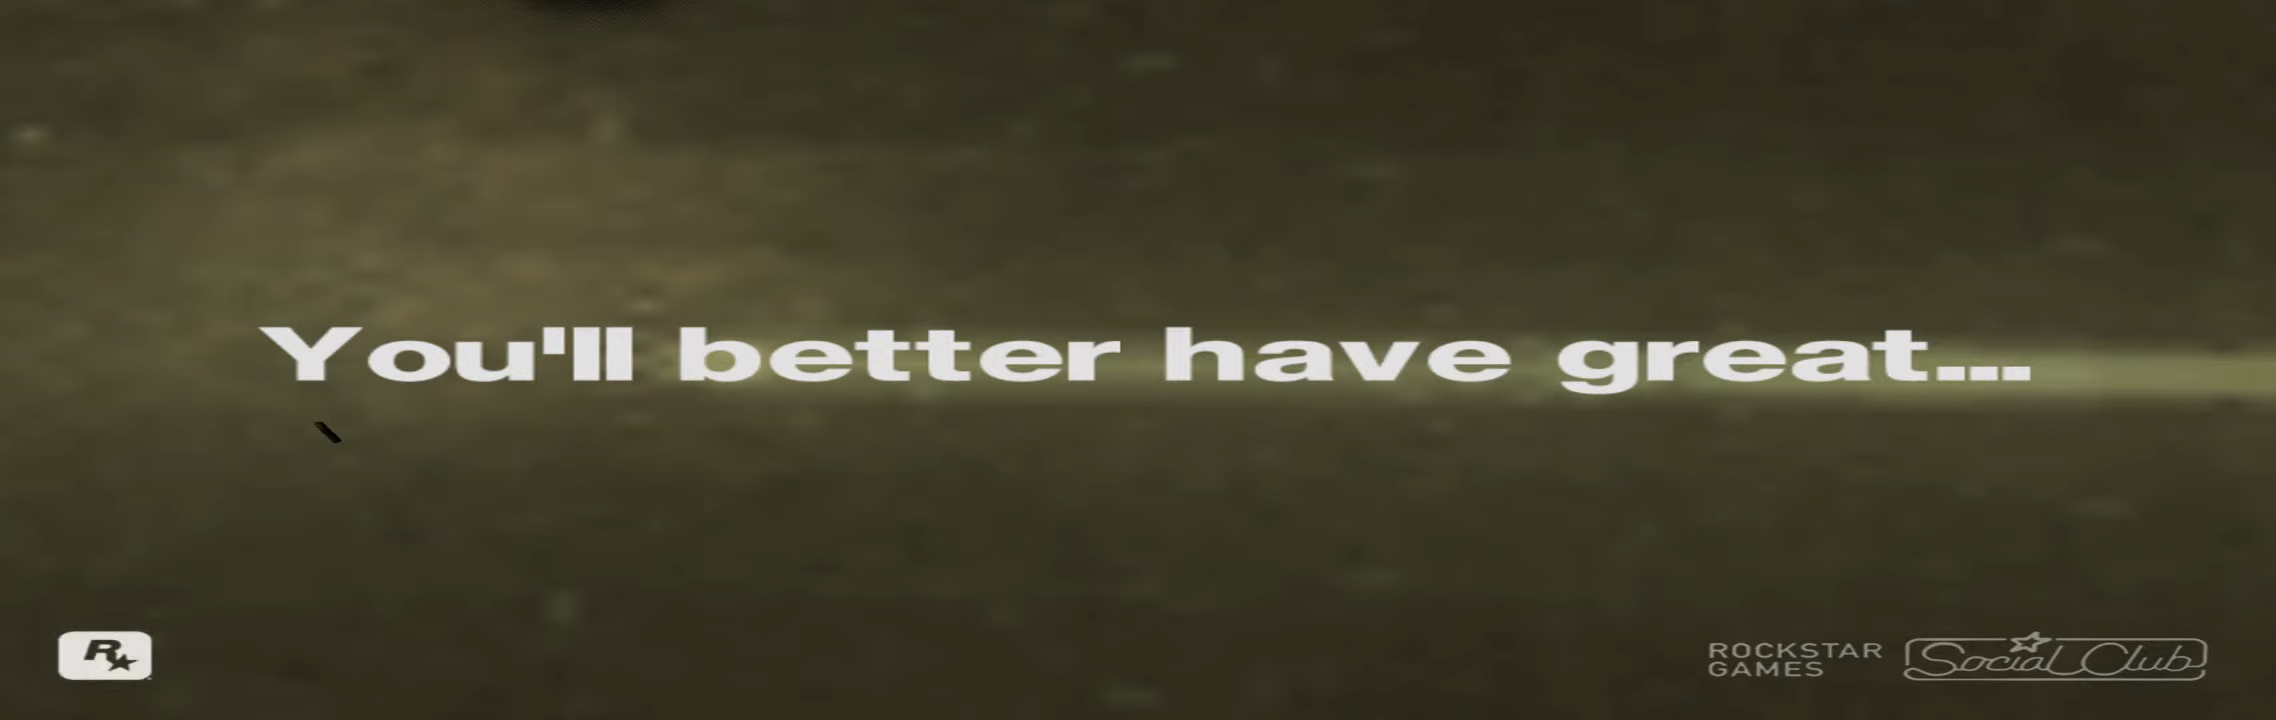 You'll better have great...
R
ROCKSTAR
GAMES
Social Club